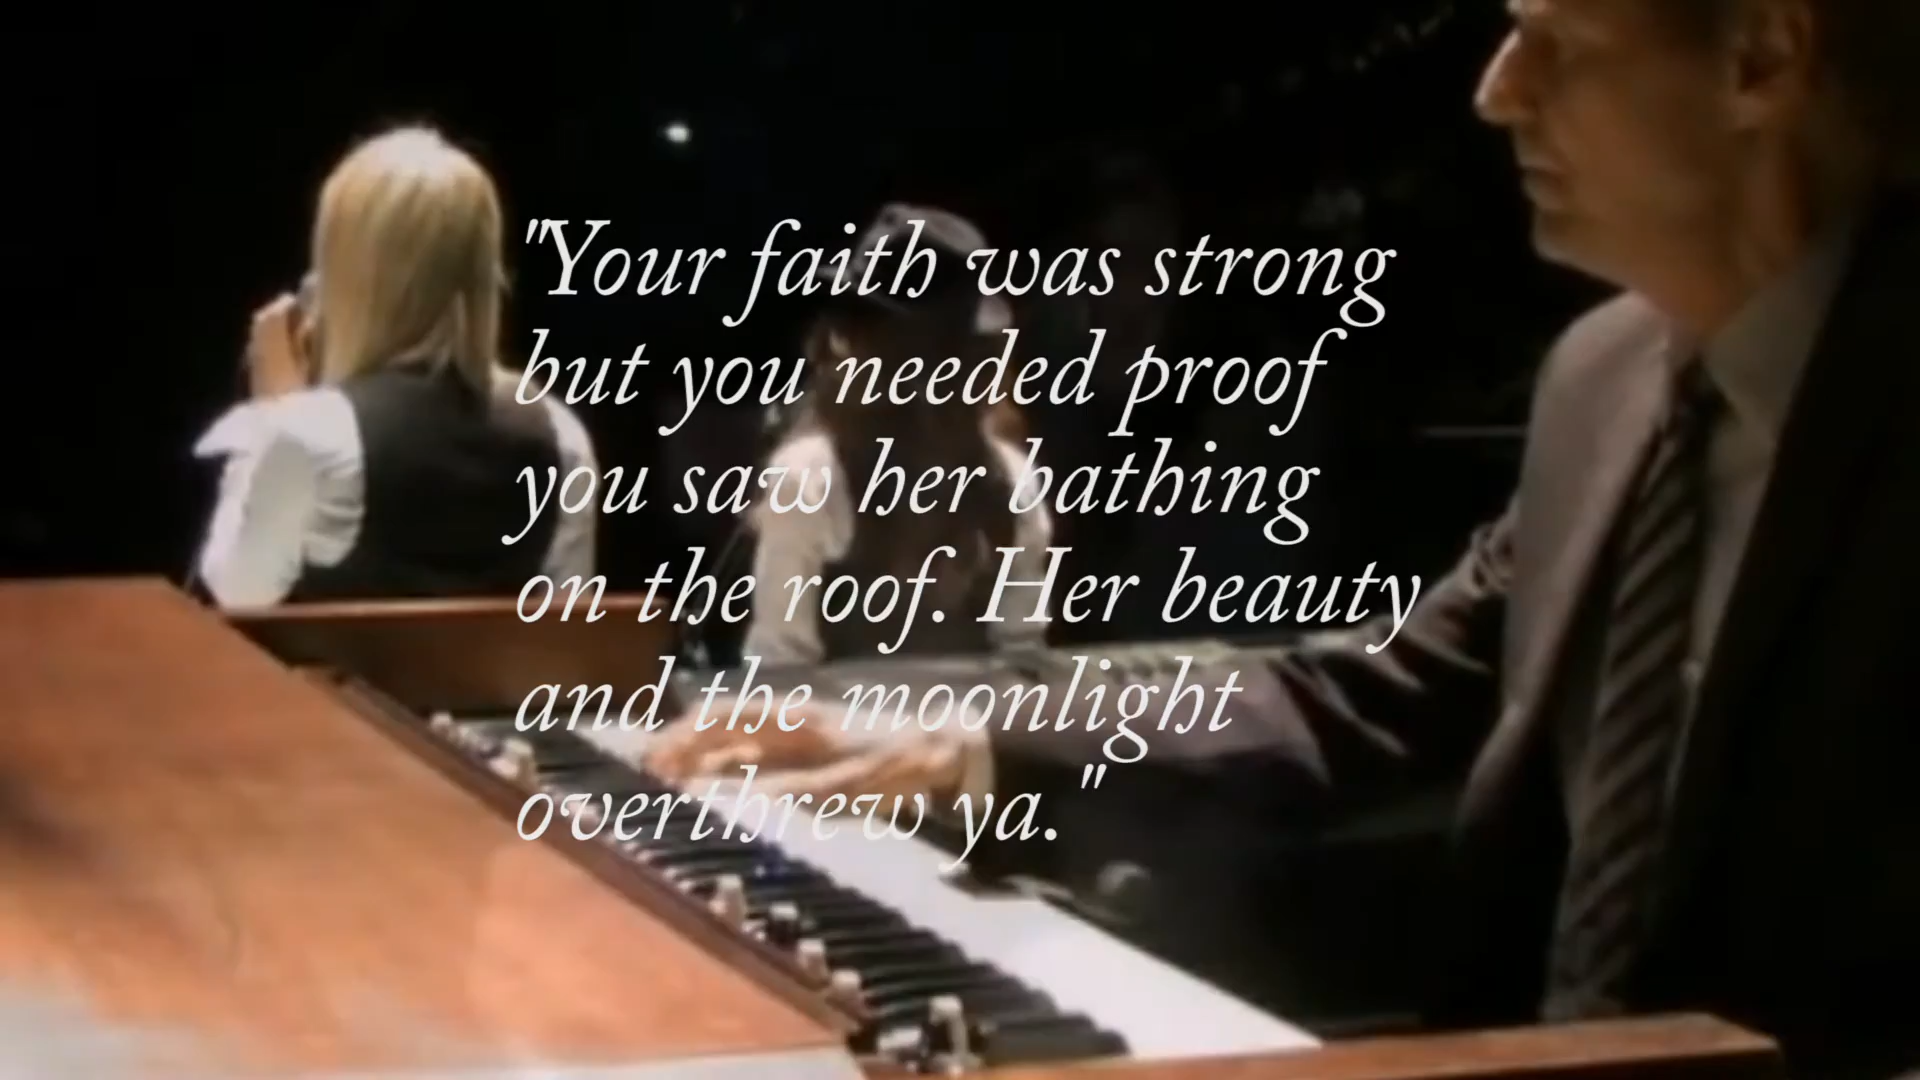 "Your faith was strong
but you needed proof
you saw her bathing
on the roof. Her beauty
and the moonlight
overthrew ya."